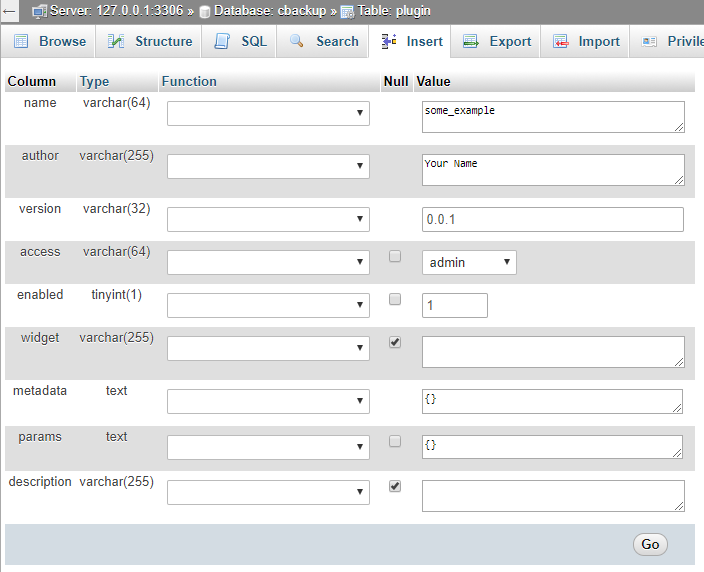 Server: 127.0.0.1:3306 » Database: cbackup » Table: plugin
Browse Structure SQL Search Insert Export Import Privile
Column Type Function Null Value
name varchar(64) some_example
author varchar(255) Your Name
version varchar(32) 0.0.1
access varchar(64) admin
enabled tinyint(1) 1
widget varchar(255)
metadata text {}
params text {}
description varchar(255)
Go